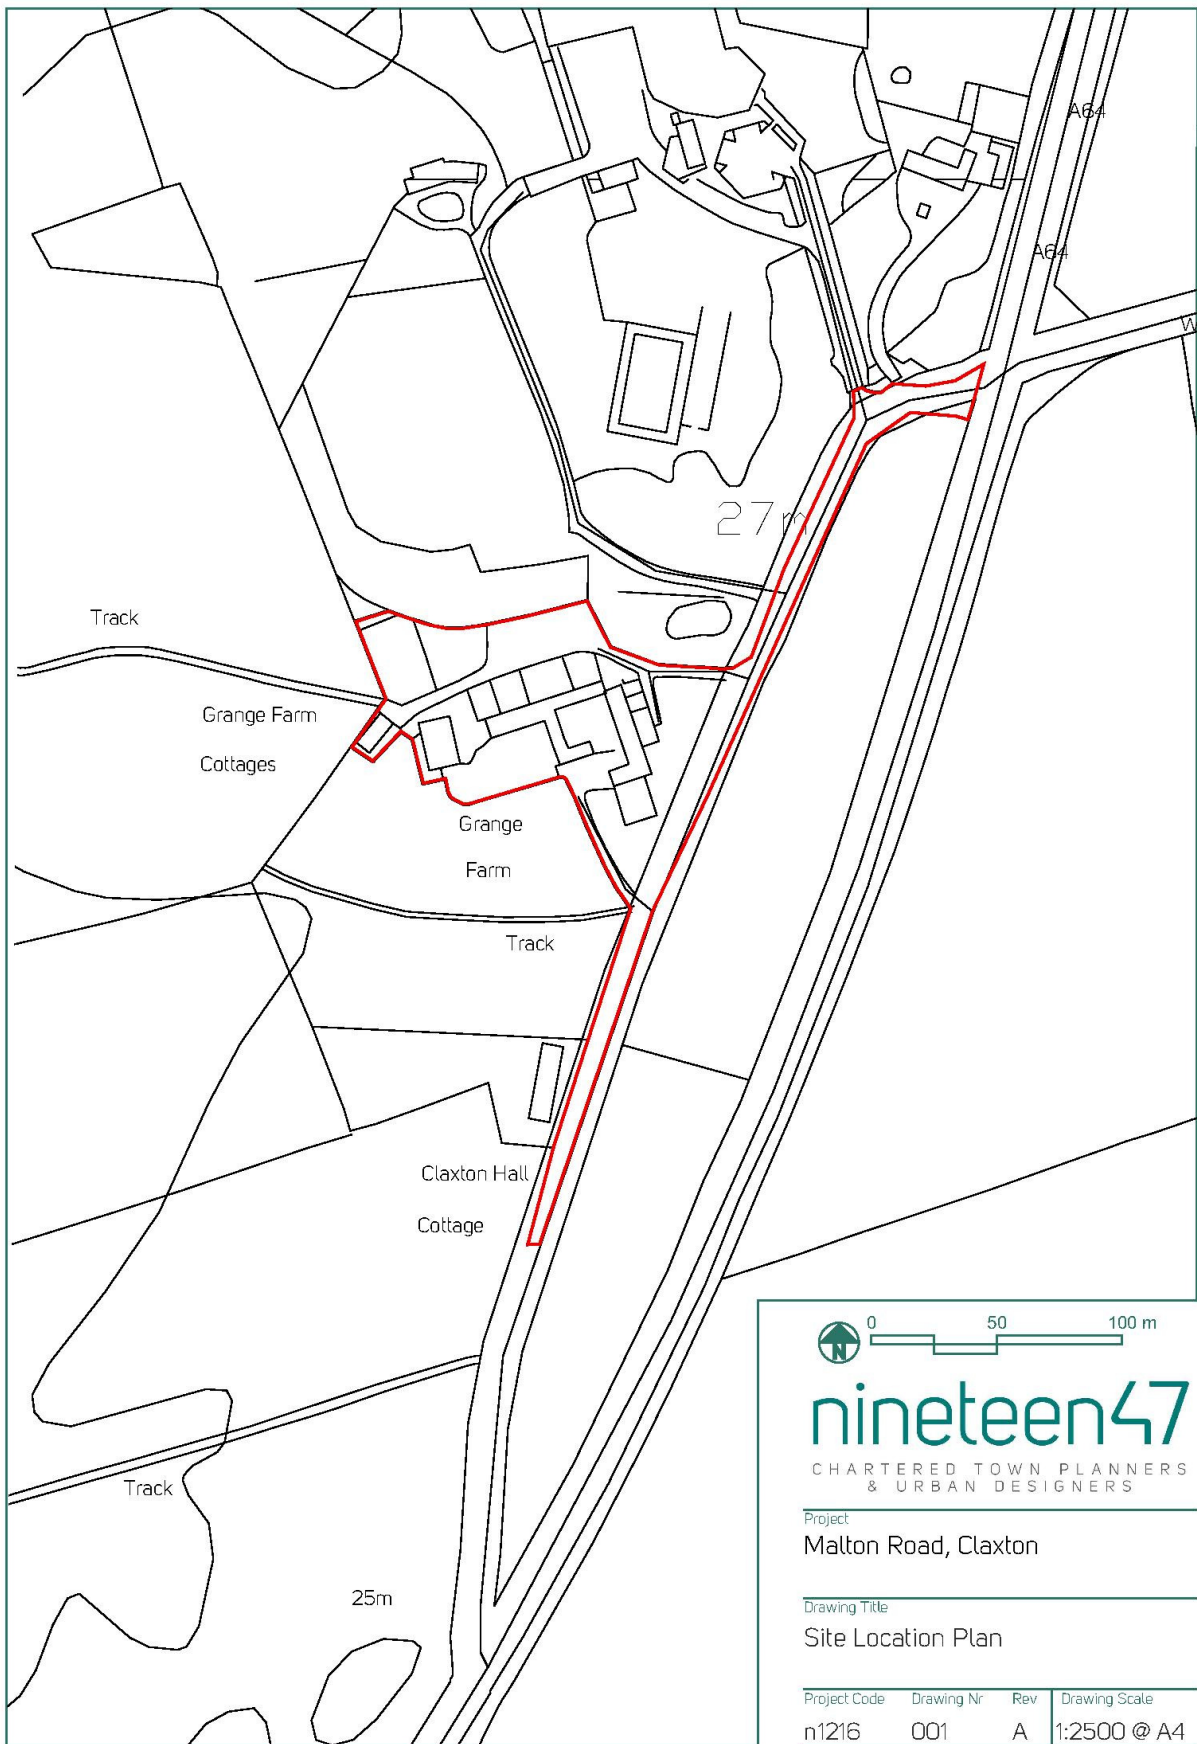 A64
A64
W
27m
Track
Grange Farm
Cottages
Grange
Farm
Track
Claxton Hall
Cottage
Track
25m
0 50 100 m
N
nineteen47
CHARTERED TOWN PLANNERS
& URBAN DESIGNERS
Project
Malton Road, Claxton
Drawing Title
Site Location Plan
Project Code Drawing Nr Rev Drawing Scale
n1216 001 A 1:2500 @ A4